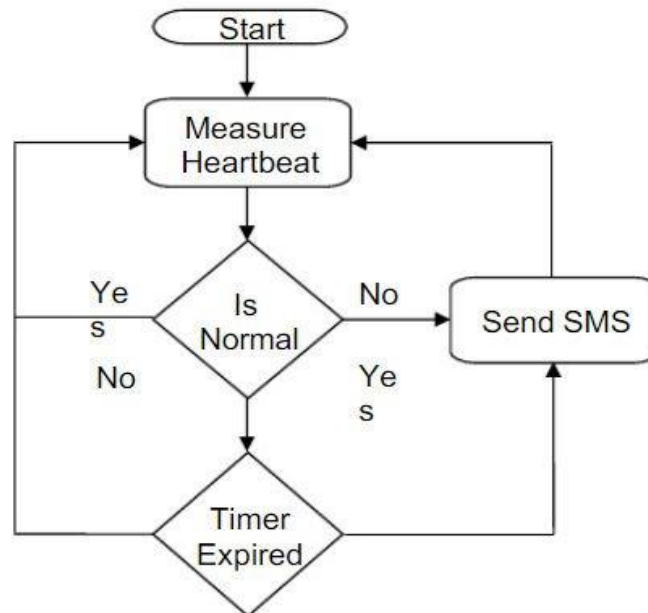 Start
Measure
Heartbeat
Ye
s
Is
Normal
No
Send SMS
No
Ye
s
Timer
Expired